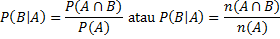 P(B|A) = P(A ∩ B) / P(A) atau P(B|A) = n(A ∩ B) / n(A)